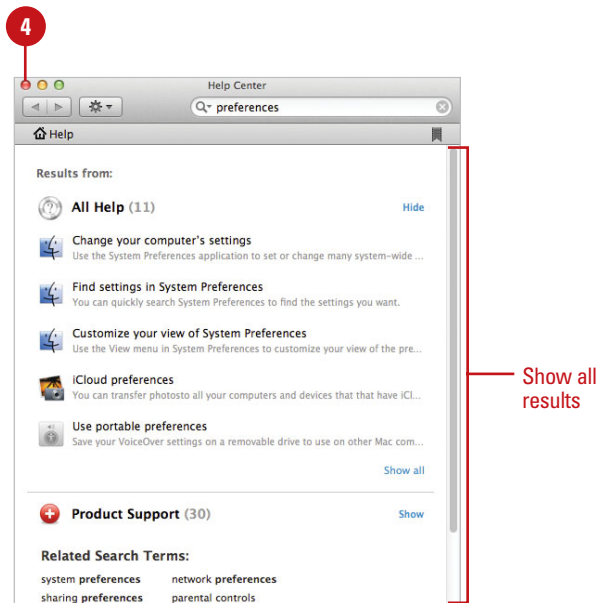 4
Help Center
preferences
Help
Results from:
All Help (11)
Hide
Change your computer's settings
Use the System Preferences application to set or change many system-wide ...
Find settings in System Preferences
You can quickly search System Preferences to find the settings you want.
Customize your view of System Preferences
Use the View menu in System Preferences to customize your view of the pre...
iCloud preferences
You can transfer photosto all your computers and devices that that have iCl...
Use portable preferences
Save your VoiceOver settings on a removable drive to use on other Mac com...
Show all
Show all
results
Product Support (30)
Show
Related Search Terms:
system preferences network preferences
sharing preferences parental controls